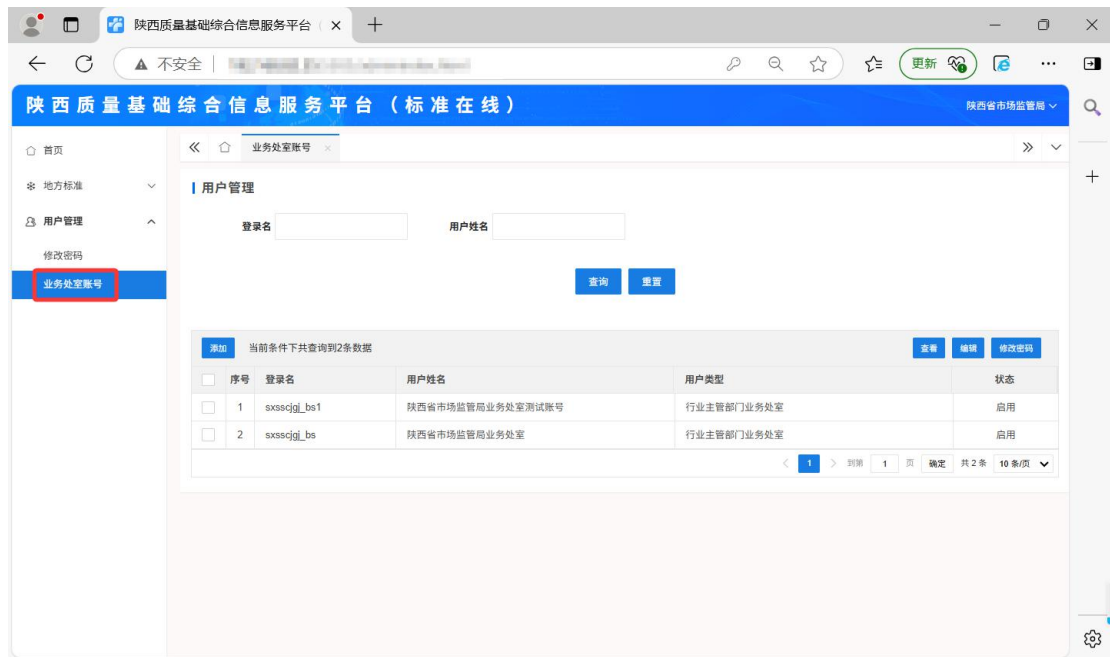 陕西质量基础综合信息服务平台（
不安全
更新
陕西质量基础综合信息服务平台（标准在线）
陕西省市场监管局
首页
业务处室账号
地方标准
用户管理
用户管理
登录名
用户姓名
修改密码
业务处室账号
查询 重置
添加 当前条件下共查询到2条数据 查看 编辑 修改密码
序号 登录名 用户姓名 用户类型 状态
1 sxsscjgj_bs1 陕西省市场监管局业务处室测试账号 行业主管部门业务处室 启用
2 sxsscjgj_bs 陕西省市场监管局业务处室 行业主管部门业务处室 启用
1 到第 1 页 确定 共2条 10条/页